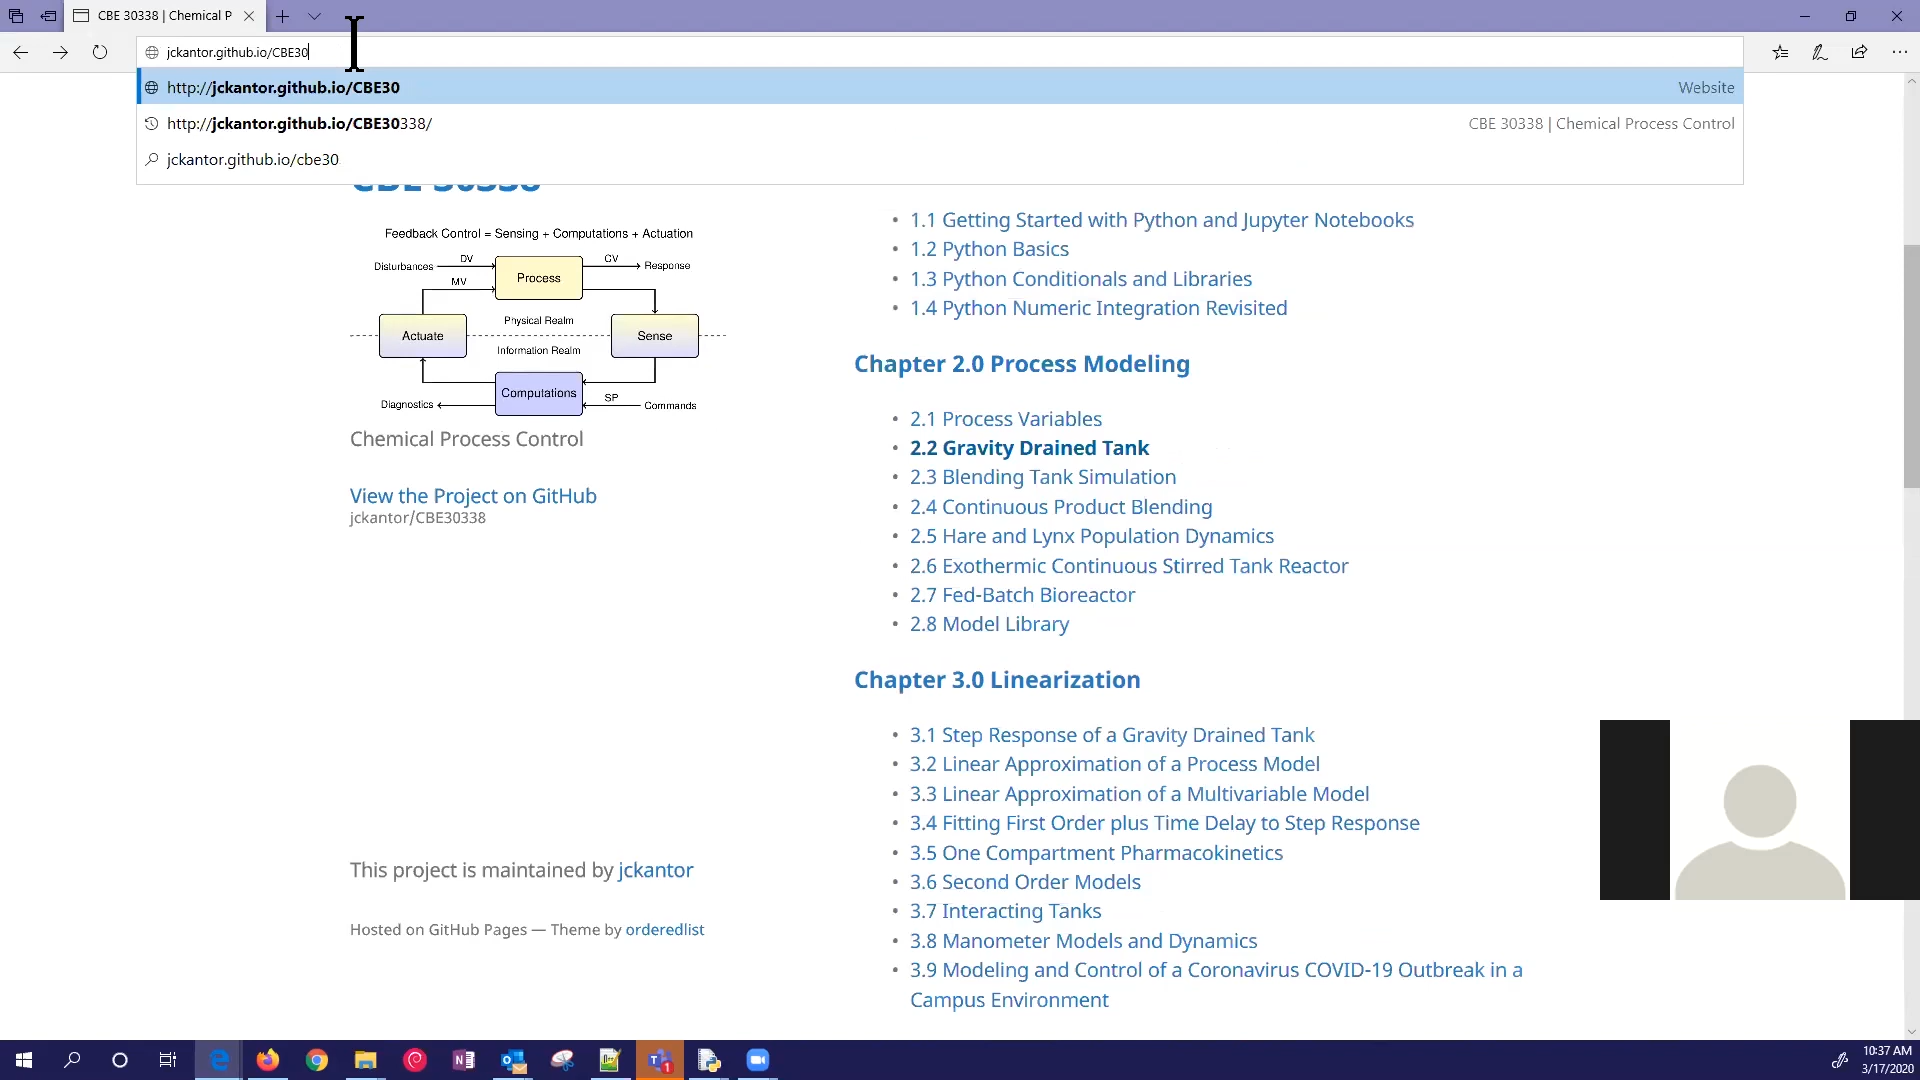 CBE 30338 | Chemical P
jckantor.github.io/CBE30
http://jckantor.github.io/CBE30
Website
http://jckantor.github.io/CBE30338/
CBE 30338 | Chemical Process Control
jckantor.github.io/cbe30
CBE 30338
Feedback Control = Sensing + Computations + Actuation
Disturbances
DV
Process
CV
Response
MV
Physical Realm
Actuate
Sense
Information Realm
Computations
Diagnostics
SP
Commands
Chemical Process Control
View the Project on GitHub
jckantor/CBE30338
This project is maintained by jckantor
Hosted on GitHub Pages — Theme by orderedlist
1.1 Getting Started with Python and Jupyter Notebooks
1.2 Python Basics
1.3 Python Conditionals and Libraries
1.4 Python Numeric Integration Revisited
Chapter 2.0 Process Modeling
2.1 Process Variables
2.2 Gravity Drained Tank
2.3 Blending Tank Simulation
2.4 Continuous Product Blending
2.5 Hare and Lynx Population Dynamics
2.6 Exothermic Continuous Stirred Tank Reactor
2.7 Fed-Batch Bioreactor
2.8 Model Library
Chapter 3.0 Linearization
3.1 Step Response of a Gravity Drained Tank
3.2 Linear Approximation of a Process Model
3.3 Linear Approximation of a Multivariable Model
3.4 Fitting First Order plus Time Delay to Step Response
3.5 One Compartment Pharmacokinetics
3.6 Second Order Models
3.7 Interacting Tanks
3.8 Manometer Models and Dynamics
3.9 Modeling and Control of a Coronavirus COVID-19 Outbreak in a
Campus Environment
10:37 AM
3/17/2020